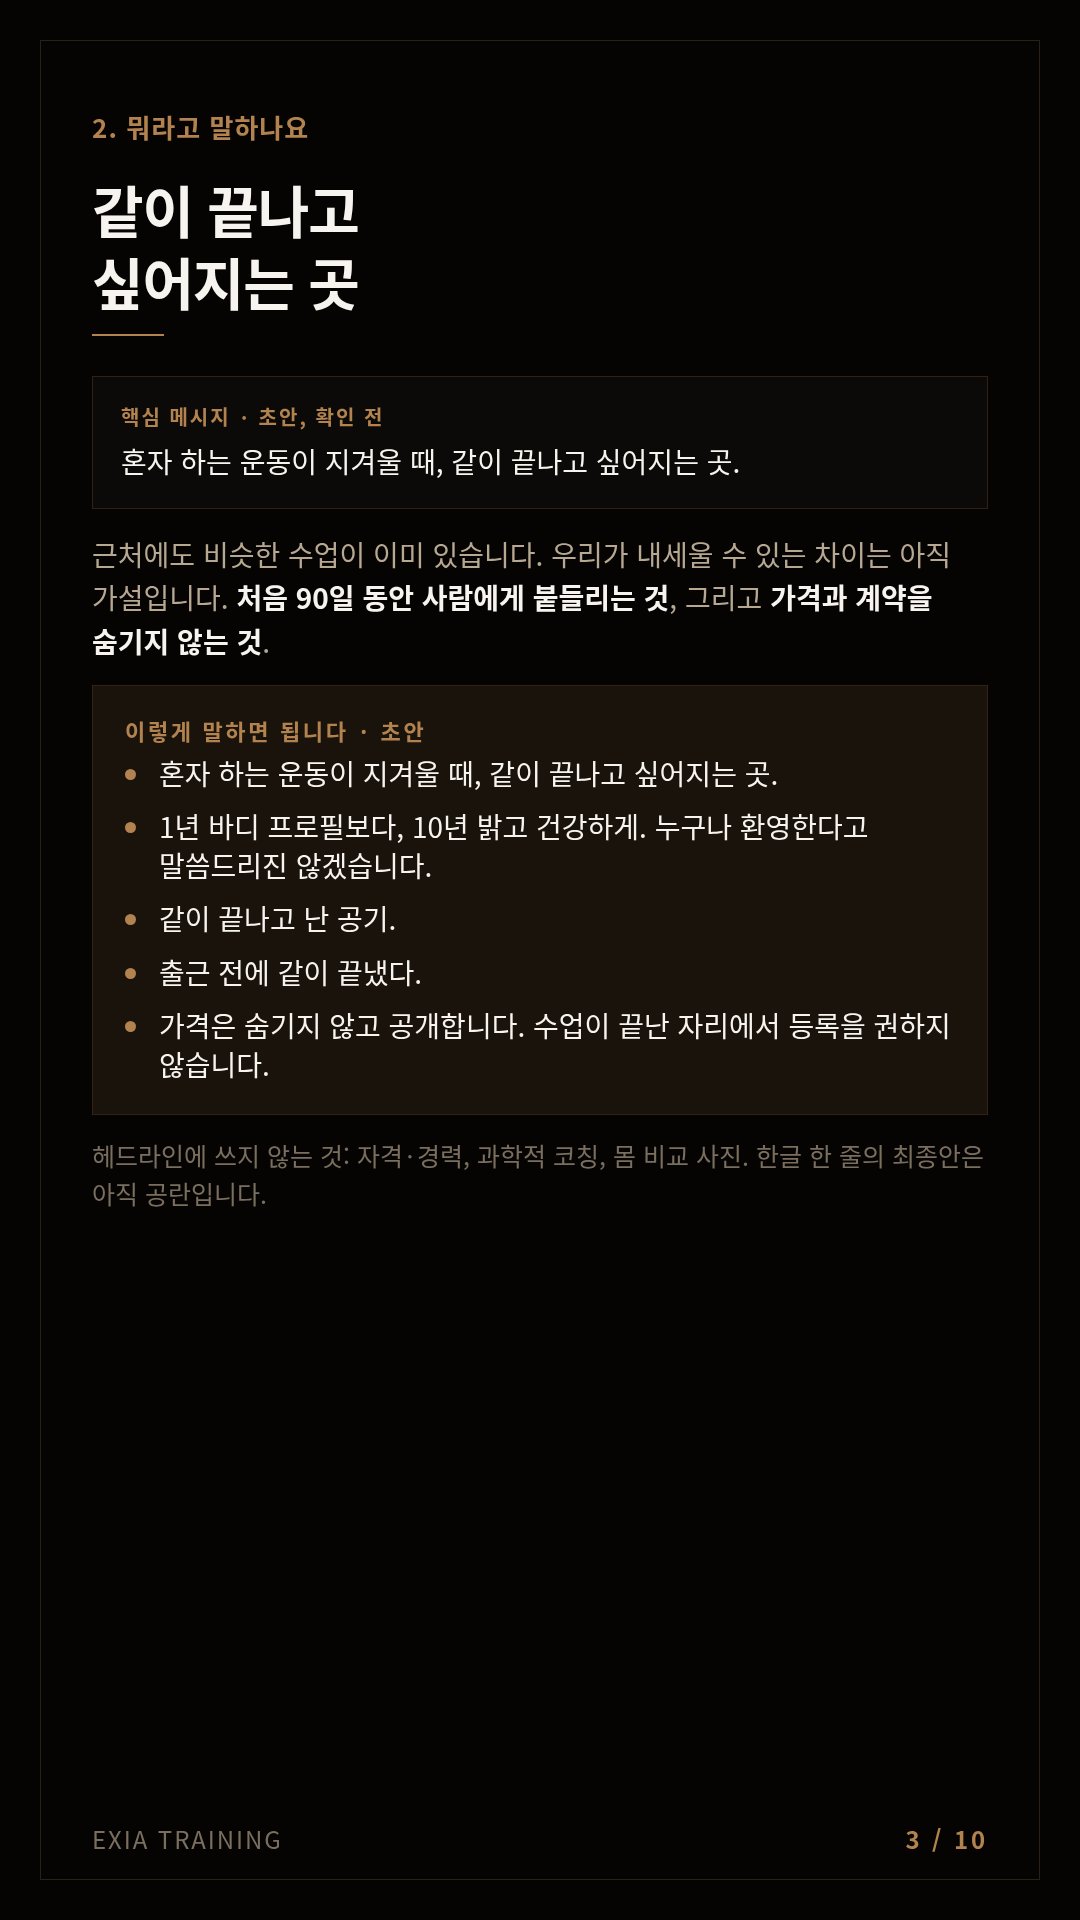 2. 뭐라고 말하나요
같이 끝나고
싶어지는 곳
핵심 메시지 · 초안, 확인 전
혼자 하는 운동이 지겨울 때, 같이 끝나고 싶어지는 곳.
근처에도 비슷한 수업이 이미 있습니다. 우리가 내세울 수 있는 차이는 아직
가설입니다. 처음 90일 동안 사람에게 붙들리는 것, 그리고 가격과 계약을
숨기지 않는 것.
이렇게 말하면 됩니다 · 초안
● 혼자 하는 운동이 지겨울 때, 같이 끝나고 싶어지는 곳.
● 1년 바디 프로필보다, 10년 밝고 건강하게. 누구나 환영한다고
말씀드리진 않겠습니다.
● 같이 끝나고 난 공기.
● 출근 전에 같이 끝냈다.
● 가격은 숨기지 않고 공개합니다. 수업이 끝난 자리에서 등록을 권하지
않습니다.
헤드라인에 쓰지 않는 것: 자격·경력, 과학적 코칭, 몸 비교 사진. 한글 한 줄의 최종안은
아직 공란입니다.
EXIA TRAINING
3 / 10